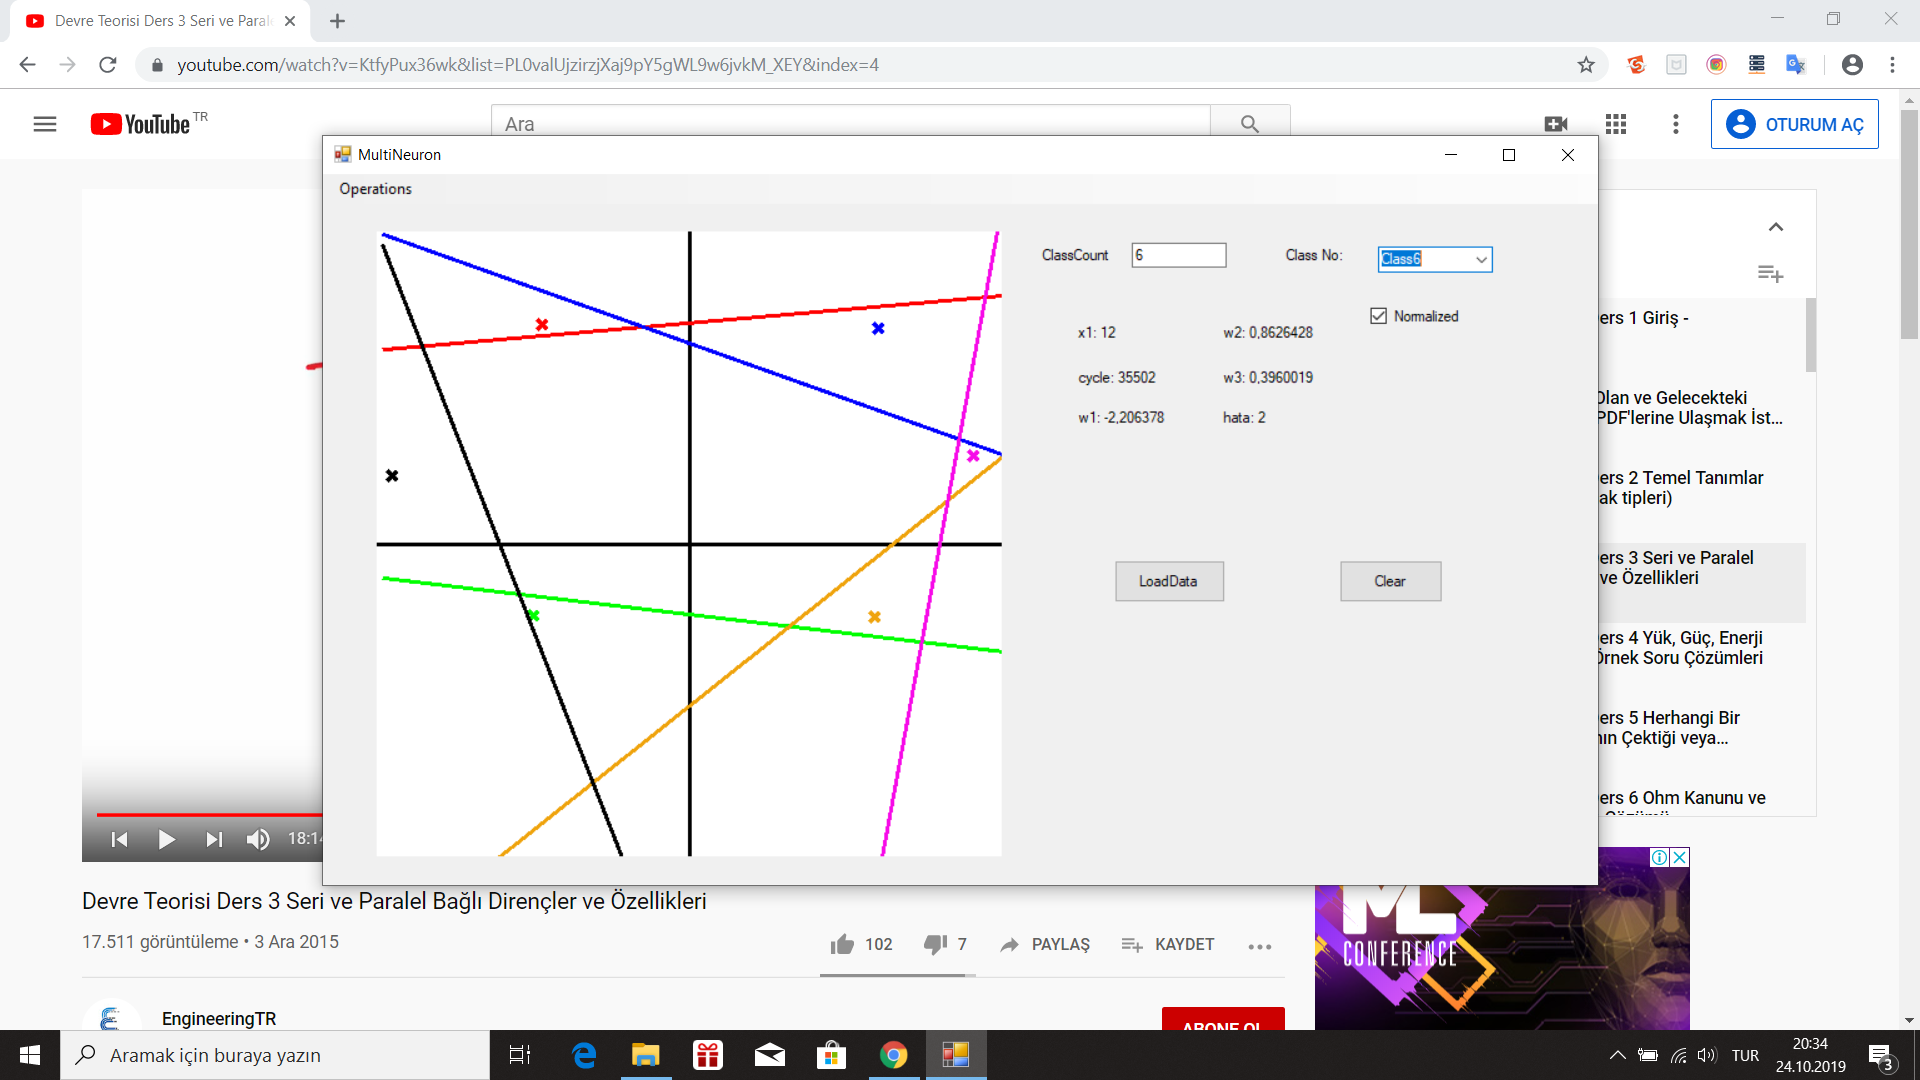 Devre Teorisi Ders 3 Seri ve Paral
youtube.com/watch?v=KtfyPux36wk&list=PL0valUjzirzjXaj9pY5gWL9w6jvkM_XEY&index=4
YouTube TR
Ara
OTURUM AÇ
MultiNeuron
Operations
ClassCount 6 Class No: Class6
Normalized
x1: 12 w2: 0,8626428
cycle: 35502 w3: 0,3960019
w1: -2,206378 hata: 2
LoadData Clear
ers 1 Giriş -
Olan ve Gelecekteki
PDF'lerine Ulaşmak İst...
ers 2 Temel Tanımlar
ak tipleri)
ers 3 Seri ve Paralel
ve Özellikleri
ers 4 Yük, Güç, Enerji
Örnek Soru Çözümleri
ers 5 Herhangi Bir
nın Çektiği veya...
ers 6 Ohm Kanunu ve
18:14
Devre Teorisi Ders 3 Seri ve Paralel Bağlı Dirençler ve Özellikleri
17.511 görüntüleme • 3 Ara 2015
102 7 PAYLAŞ KAYDET
ML
CONFERENCE
EngineeringTR
ABONE OL
Aramak için buraya yazın
TUR
20:34
24.10.2019
3